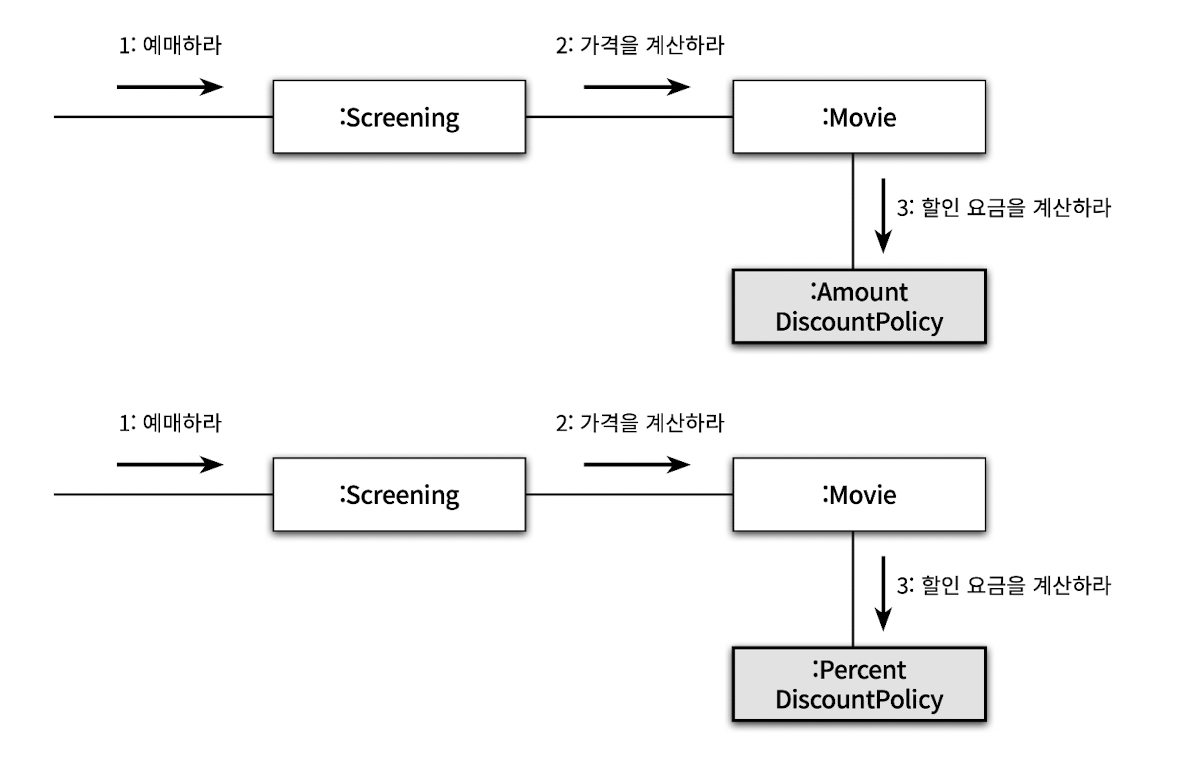 1: 예매하라
2: 가격을 계산하라
:Screening
:Movie
3: 할인 요금을 계산하라
:Amount
DiscountPolicy
1: 예매하라
2: 가격을 계산하라
:Screening
:Movie
3: 할인 요금을 계산하라
:Percent
DiscountPolicy